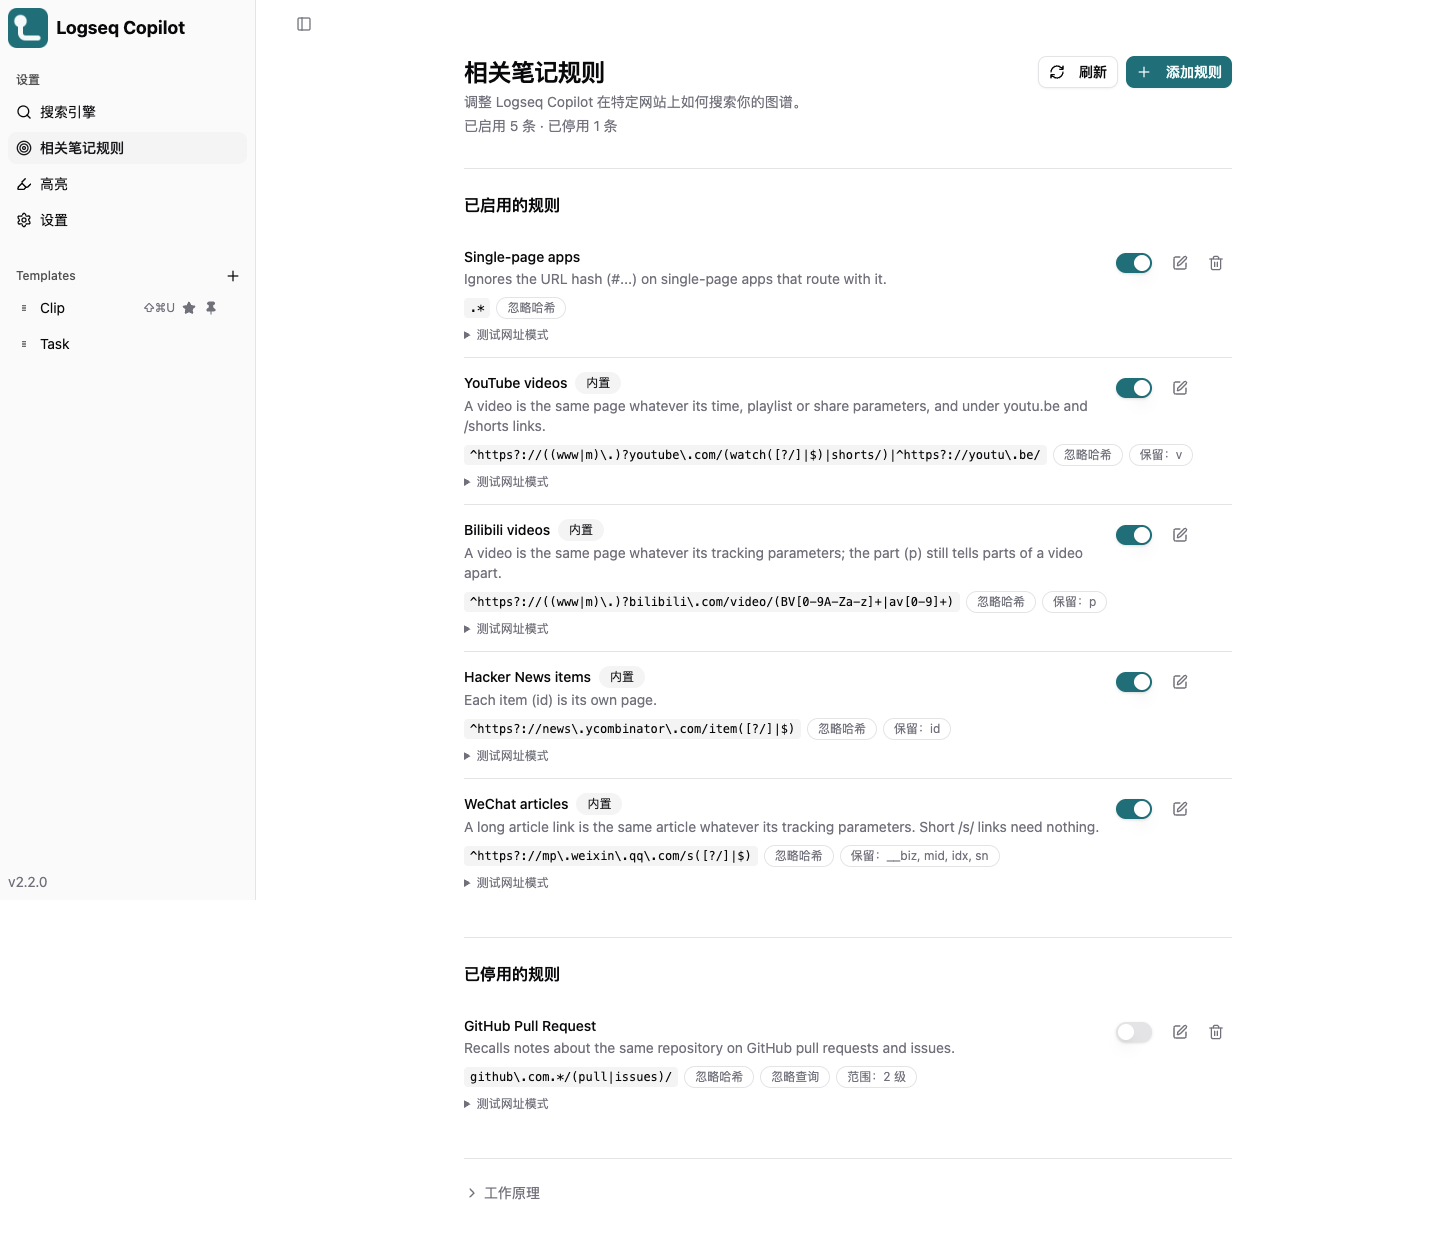 Logseq Copilot
设置
搜索引擎
相关笔记规则
高亮
设置
Templates
Clip ⇧⌘U
Task
v2.2.0
相关笔记规则
刷新
添加规则
调整 Logseq Copilot 在特定网站上如何搜索你的图谱。
已启用 5 条 · 已停用 1 条
已启用的规则
Single-page apps
Ignores the URL hash (#...) on single-page apps that route with it.
.* 忽略哈希
测试网址模式
YouTube videos 内置
A video is the same page whatever its time, playlist or share parameters, and under youtu.be and
/shorts links.
^https?://((www|m)\.)?youtube\.com/(watch([?/]|$)|shorts/)|^https?://youtu\.be/ 忽略哈希 保留：v
测试网址模式
Bilibili videos 内置
A video is the same page whatever its tracking parameters; the part (p) still tells parts of a video
apart.
^https?://((www|m)\.)?bilibili\.com/video/(BV[0-9A-Za-z]+|av[0-9]+) 忽略哈希 保留：p
测试网址模式
Hacker News items 内置
Each item (id) is its own page.
^https?://news\.ycombinator\.com/item([?/]|$) 忽略哈希 保留：id
测试网址模式
WeChat articles 内置
A long article link is the same article whatever its tracking parameters. Short /s/ links need nothing.
^https?://mp\.weixin\.qq\.com/s([?/]|$) 忽略哈希 保留：__biz, mid, idx, sn
测试网址模式
已停用的规则
GitHub Pull Request
Recalls notes about the same repository on GitHub pull requests and issues.
github\.com.*/(pull|issues)/ 忽略哈希 忽略查询 范围：2 级
测试网址模式
工作原理